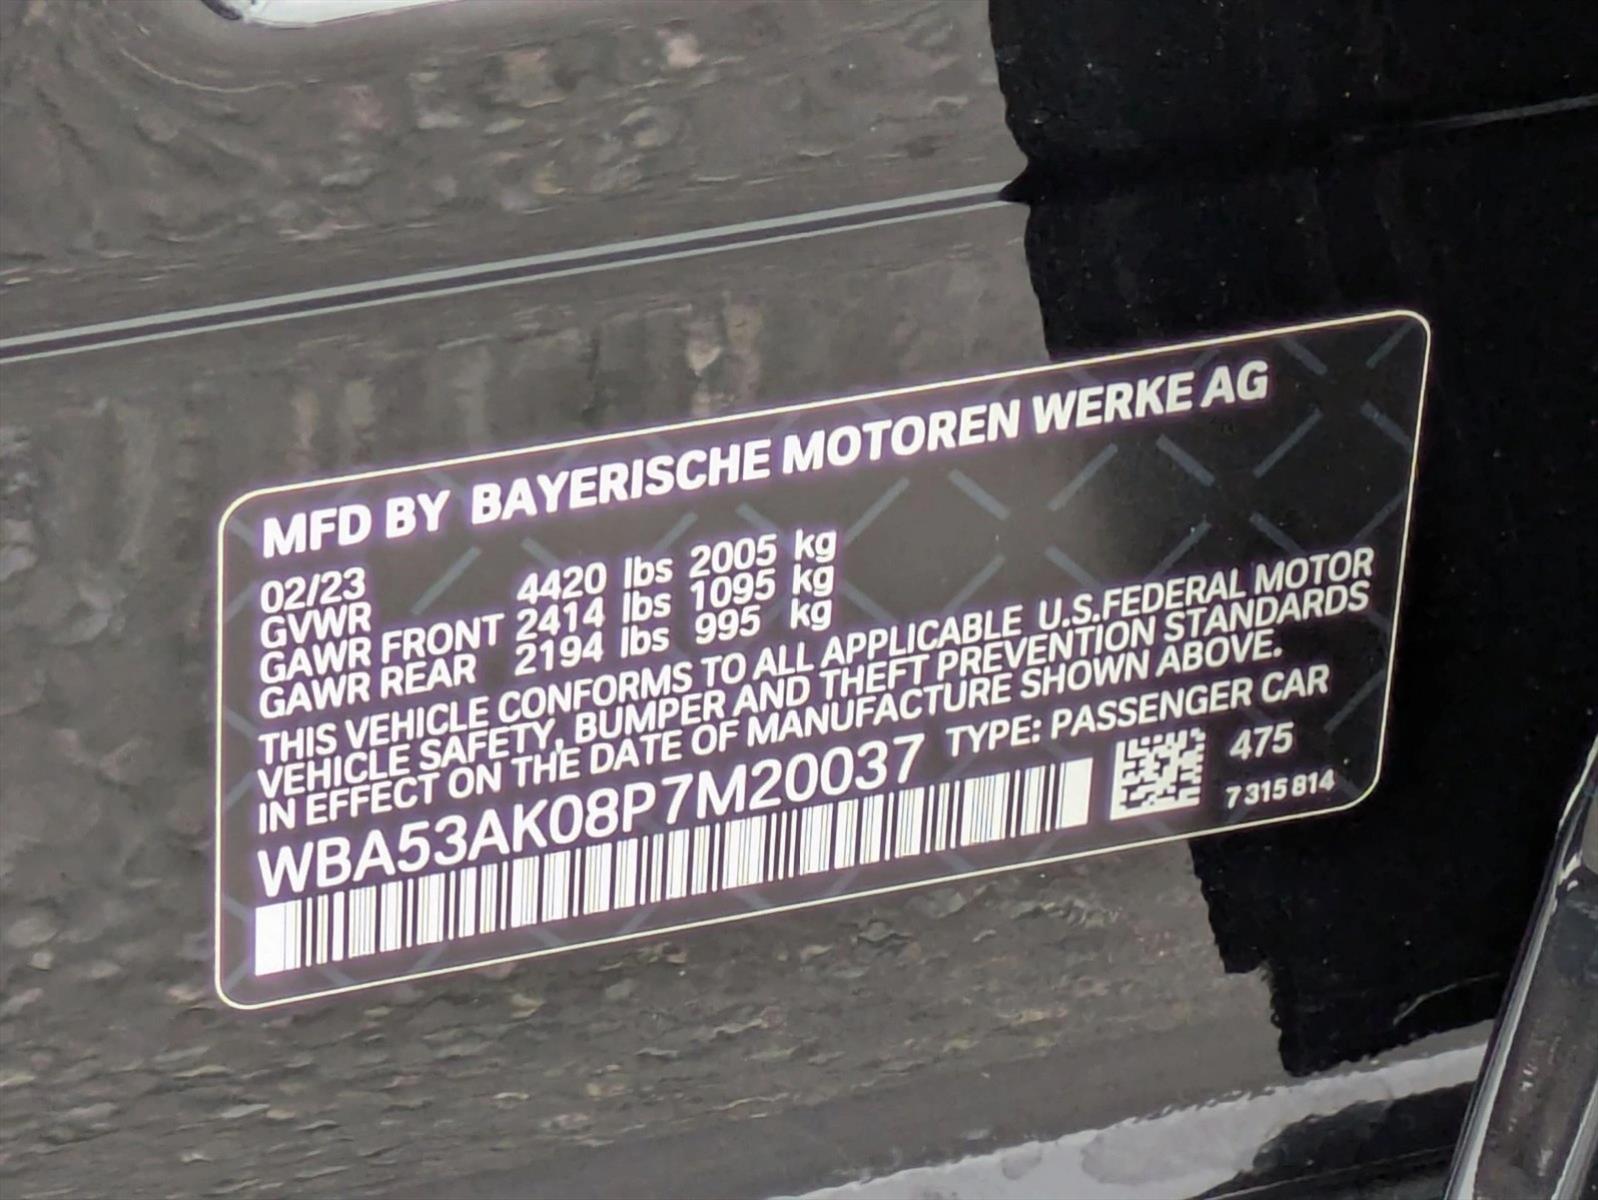 MFD BY BAYERISCHE MOTOREN WERKE AG
02/23
GVWR 4420 lbs 2005 kg
GAWR FRONT 2414 lbs 1095 kg
GAWR REAR 2194 lbs 995 kg
THIS VEHICLE CONFORMS TO ALL APPLICABLE U.S.FEDERAL MOTOR
VEHICLE SAFETY, BUMPER AND THEFT PREVENTION STANDARDS
IN EFFECT ON THE DATE OF MANUFACTURE SHOWN ABOVE.
WBA53AK08P7M20037 TYPE: PASSENGER CAR
475
7 315 814